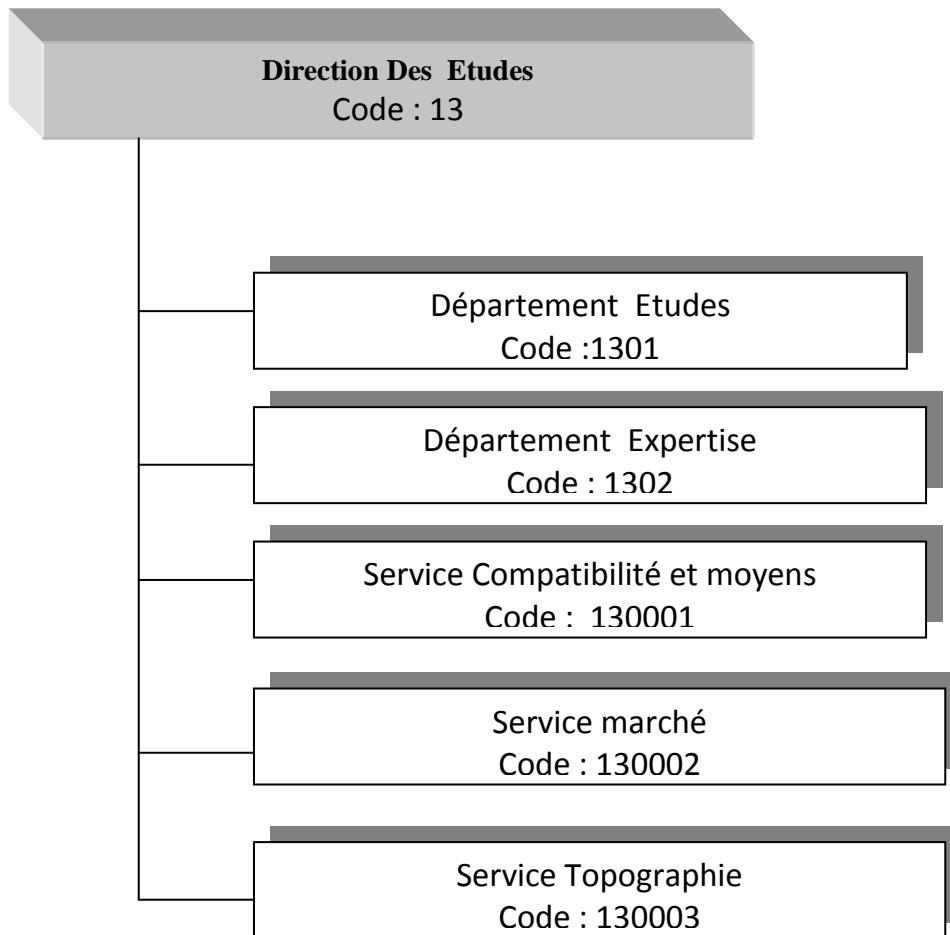 Direction Des Etudes
Code : 13
Département Etudes
Code :1301
Département Expertise
Code : 1302
Service Compatibilité et moyens
Code : 130001
Service marché
Code : 130002
Service Topographie
Code : 130003